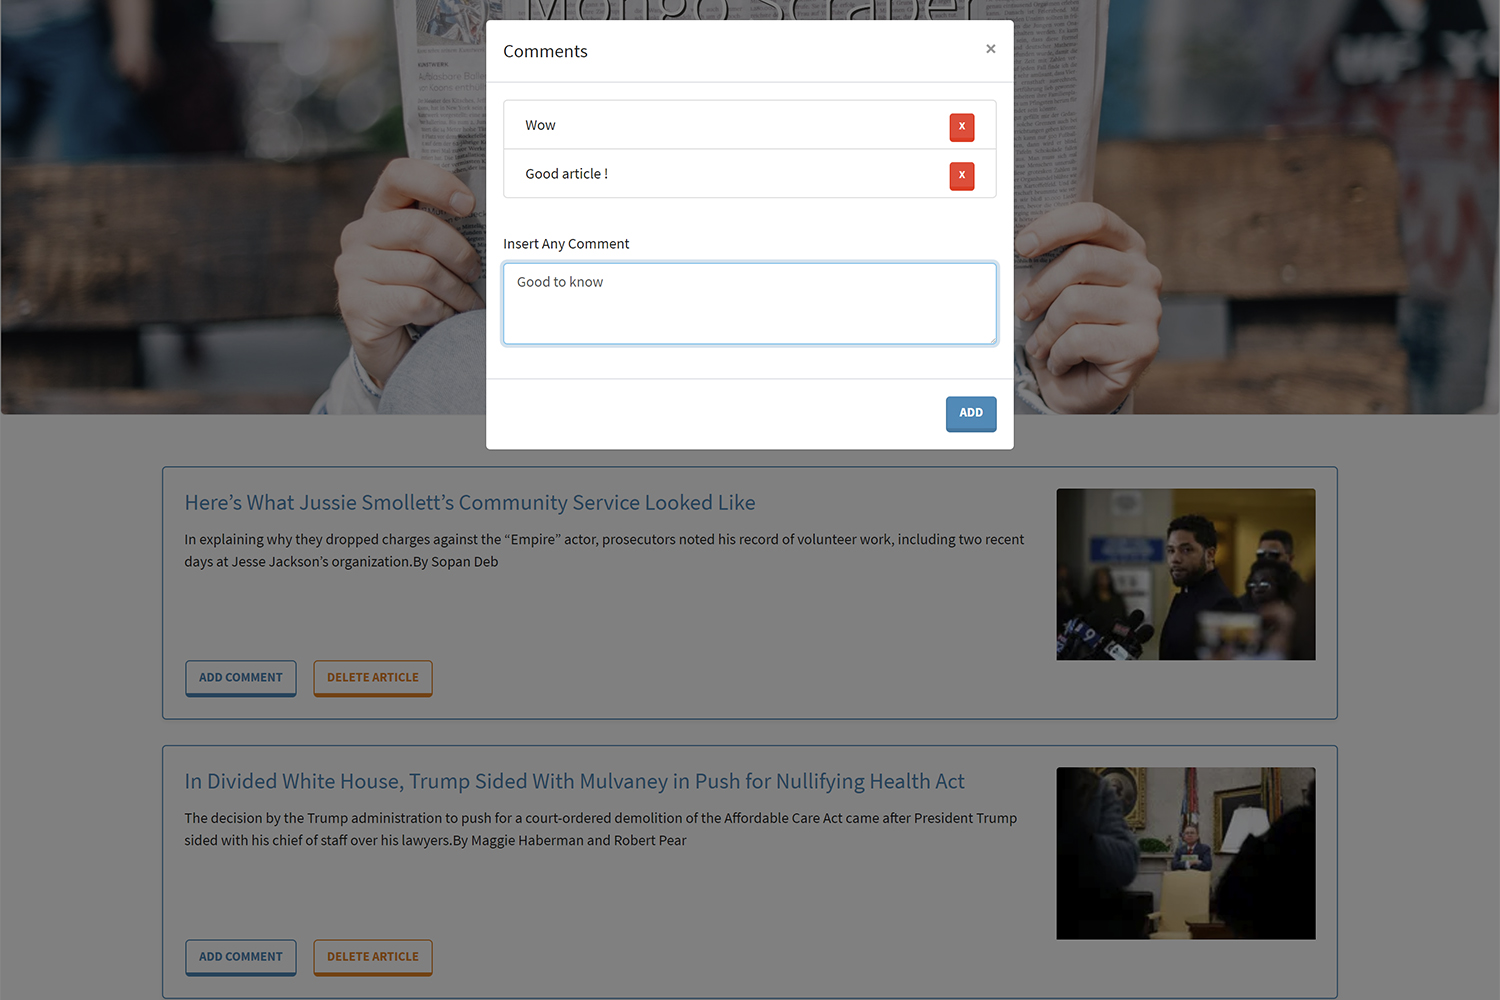 Mongo Scraper
Comments
×
Wow
x
Good article !
x
Insert Any Comment
Good to know
ADD
Here’s What Jussie Smollett’s Community Service Looked Like
In explaining why they dropped charges against the “Empire” actor, prosecutors noted his record of volunteer work, including two recent
days at Jesse Jackson’s organization.By Sopan Deb
ADD COMMENT
DELETE ARTICLE
In Divided White House, Trump Sided With Mulvaney in Push for Nullifying Health Act
The decision by the Trump administration to push for a court-ordered demolition of the Affordable Care Act came after President Trump
sided with his chief of staff over his lawyers.By Maggie Haberman and Robert Pear
ADD COMMENT
DELETE ARTICLE